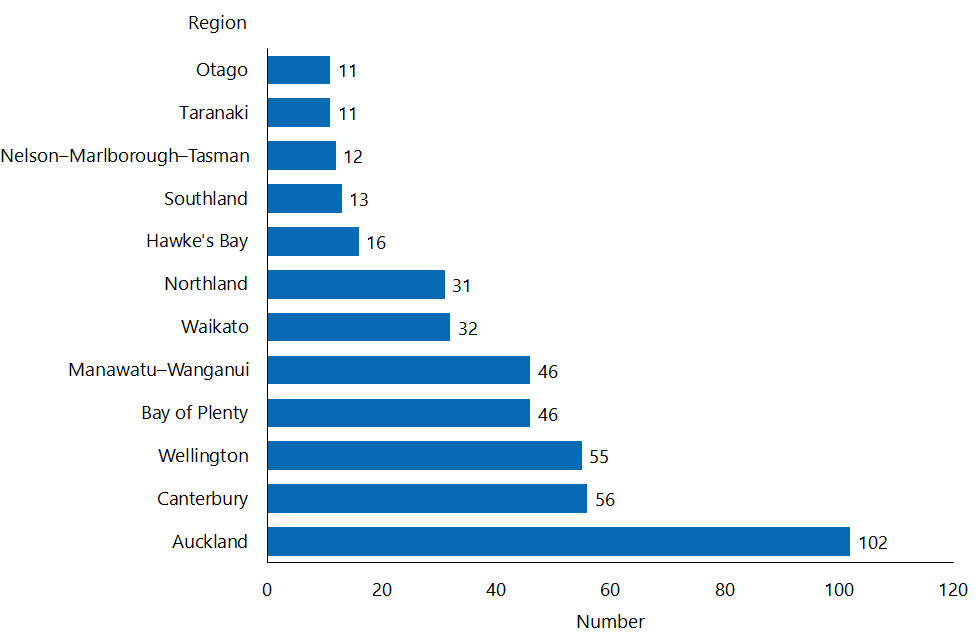 Region
Otago 11
Taranaki 11
Nelson–Marlborough–Tasman 12
Southland 13
Hawke's Bay 16
Northland 31
Waikato 32
Manawatu–Wanganui 46
Bay of Plenty 46
Wellington 55
Canterbury 56
Auckland 102
0 20 40 60 80 100 120
Number